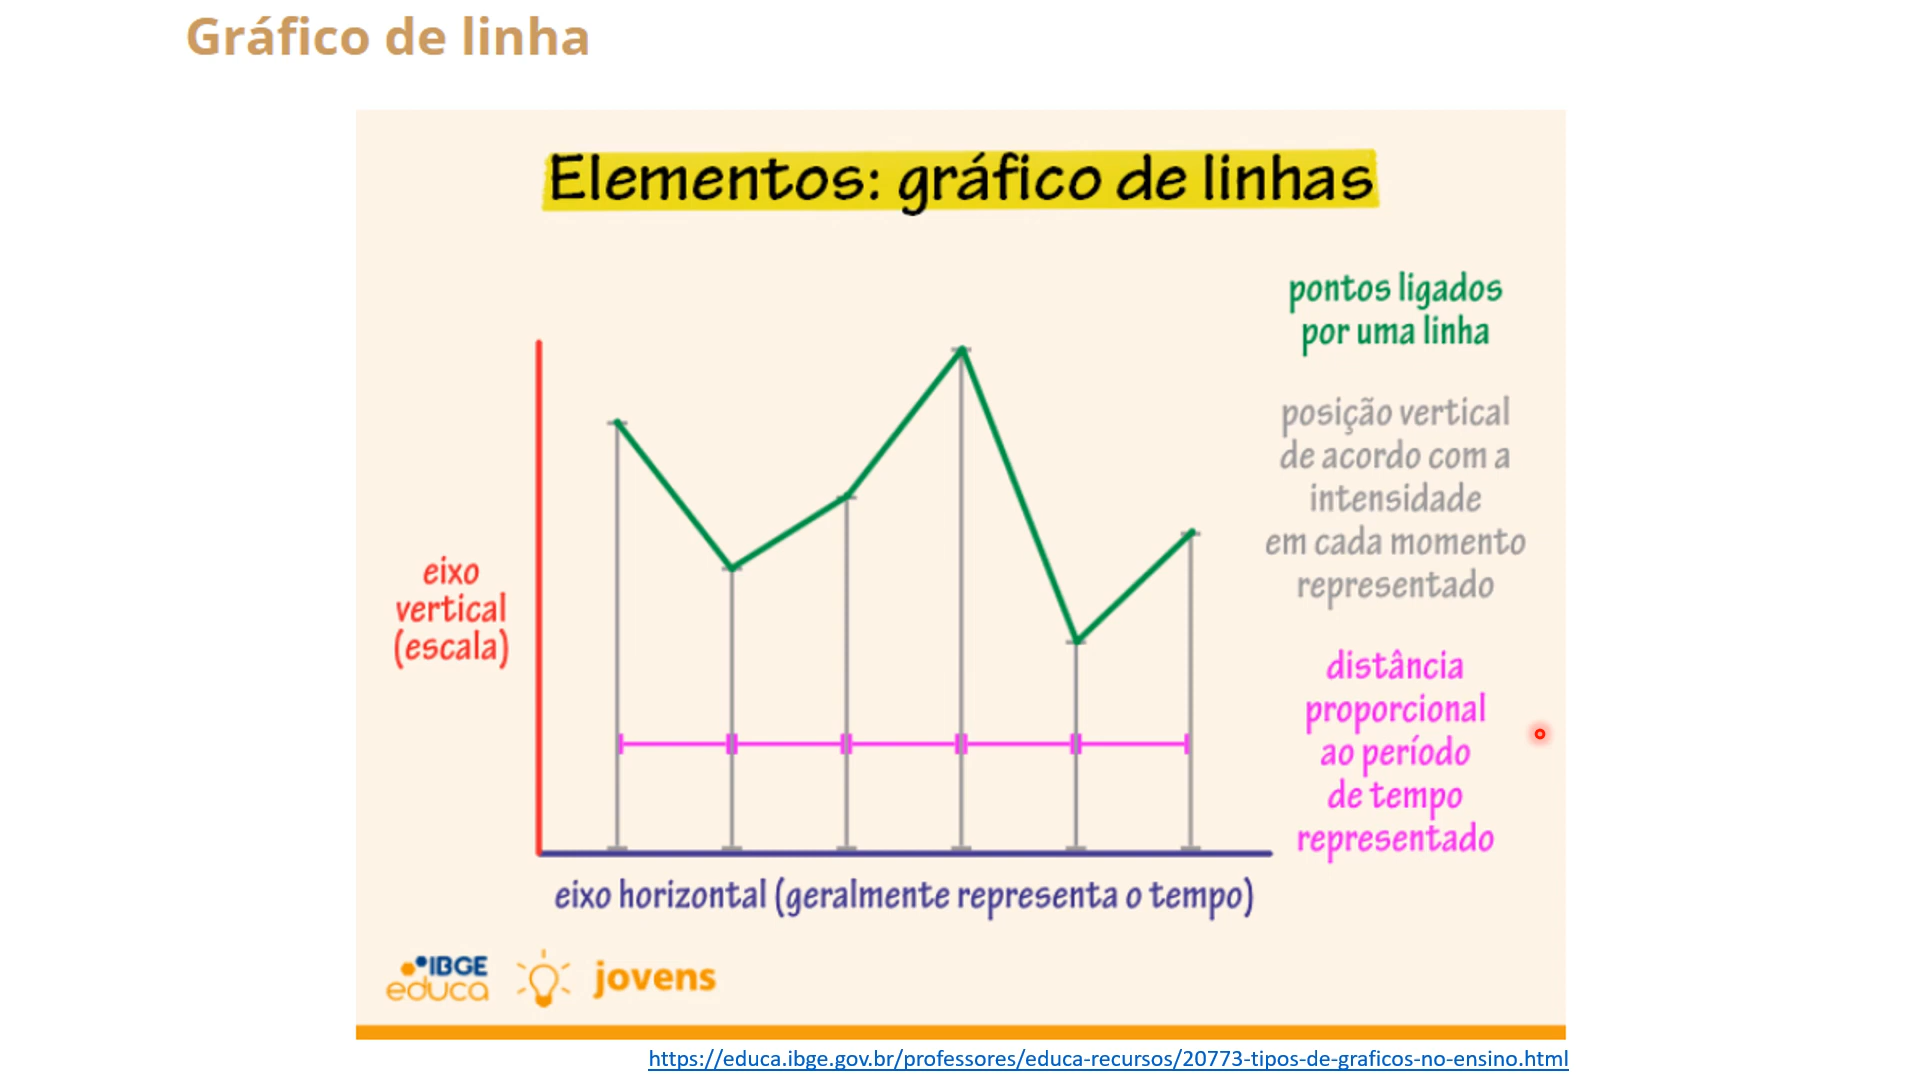 Gráfico de linha
Elementos: gráfico de linhas
pontos ligados
por uma linha
posição vertical
de acordo com a
intensidade
em cada momento
representado
eixo
vertical
(escala)
distância
proporcional
ao período
de tempo
representado
eixo horizontal (geralmente representa o tempo)
IBGE
educa
jovens
https://educa.ibge.gov.br/professores/educa-recursos/20773-tipos-de-graficos-no-ensino.html